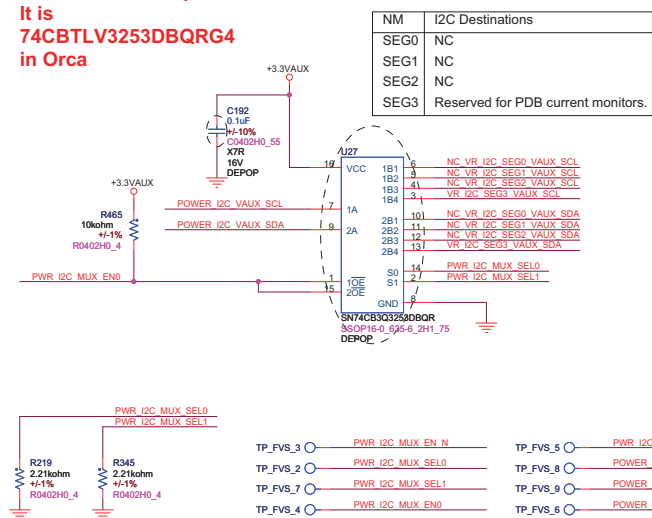 It is
74CBTLV3253DBQRG4
in Orca
NM I2C Destinations
SEG0 NC
SEG1 NC
SEG2 NC
SEG3 Reserved for PDB current monitors.
+3.3VAUX
C192
0.1uF
+/-10%
C0402H0_55
X7R
16V
DEPOP
+3.3VAUX
R465
10kohm
+/-1%
R0402H0_4
POWER_I2C_VAUX_SCL
POWER_I2C_VAUX_SDA
PWR_I2C_MUX_EN0
U27
16 VCC 1B1 6 NC_VR_I2C_SEG0_VAUX_SCL
1B2 5 NC_VR_I2C_SEG1_VAUX_SCL
1B3 4 NC_VR_I2C_SEG2_VAUX_SCL
7 1A 1B4 3 VR_I2C_SEG3_VAUX_SCL
9 2A 2B1 10 NC_VR_I2C_SEG0_VAUX_SDA
2B2 11 NC_VR_I2C_SEG1_VAUX_SDA
2B3 12 NC_VR_I2C_SEG2_VAUX_SDA
2B4 13 VR_I2C_SEG3_VAUX_SDA
S0 14 PWR_I2C_MUX_SEL0
1 1OE S1 2 PWR_I2C_MUX_SEL1
15 2OE
GND 8
SN74CB3Q3253DBQR
SSOP16-0_635-6_2H1_75
DEPOP
PWR_I2C_MUX_SEL0
PWR_I2C_MUX_SEL1
R219
2.21kohm
+/-1%
R0402H0_4
R345
2.21kohm
+/-1%
R0402H0_4
TP_FVS_3 PWR_I2C_MUX_EN_N
TP_FVS_2 PWR_I2C_MUX_SEL0
TP_FVS_7 PWR_I2C_MUX_SEL1
TP_FVS_4 PWR_I2C_MUX_EN0
TP_FVS_5 PWR_I2C
TP_FVS_8 POWER
TP_FVS_9 POWER
TP_FVS_6 POWER